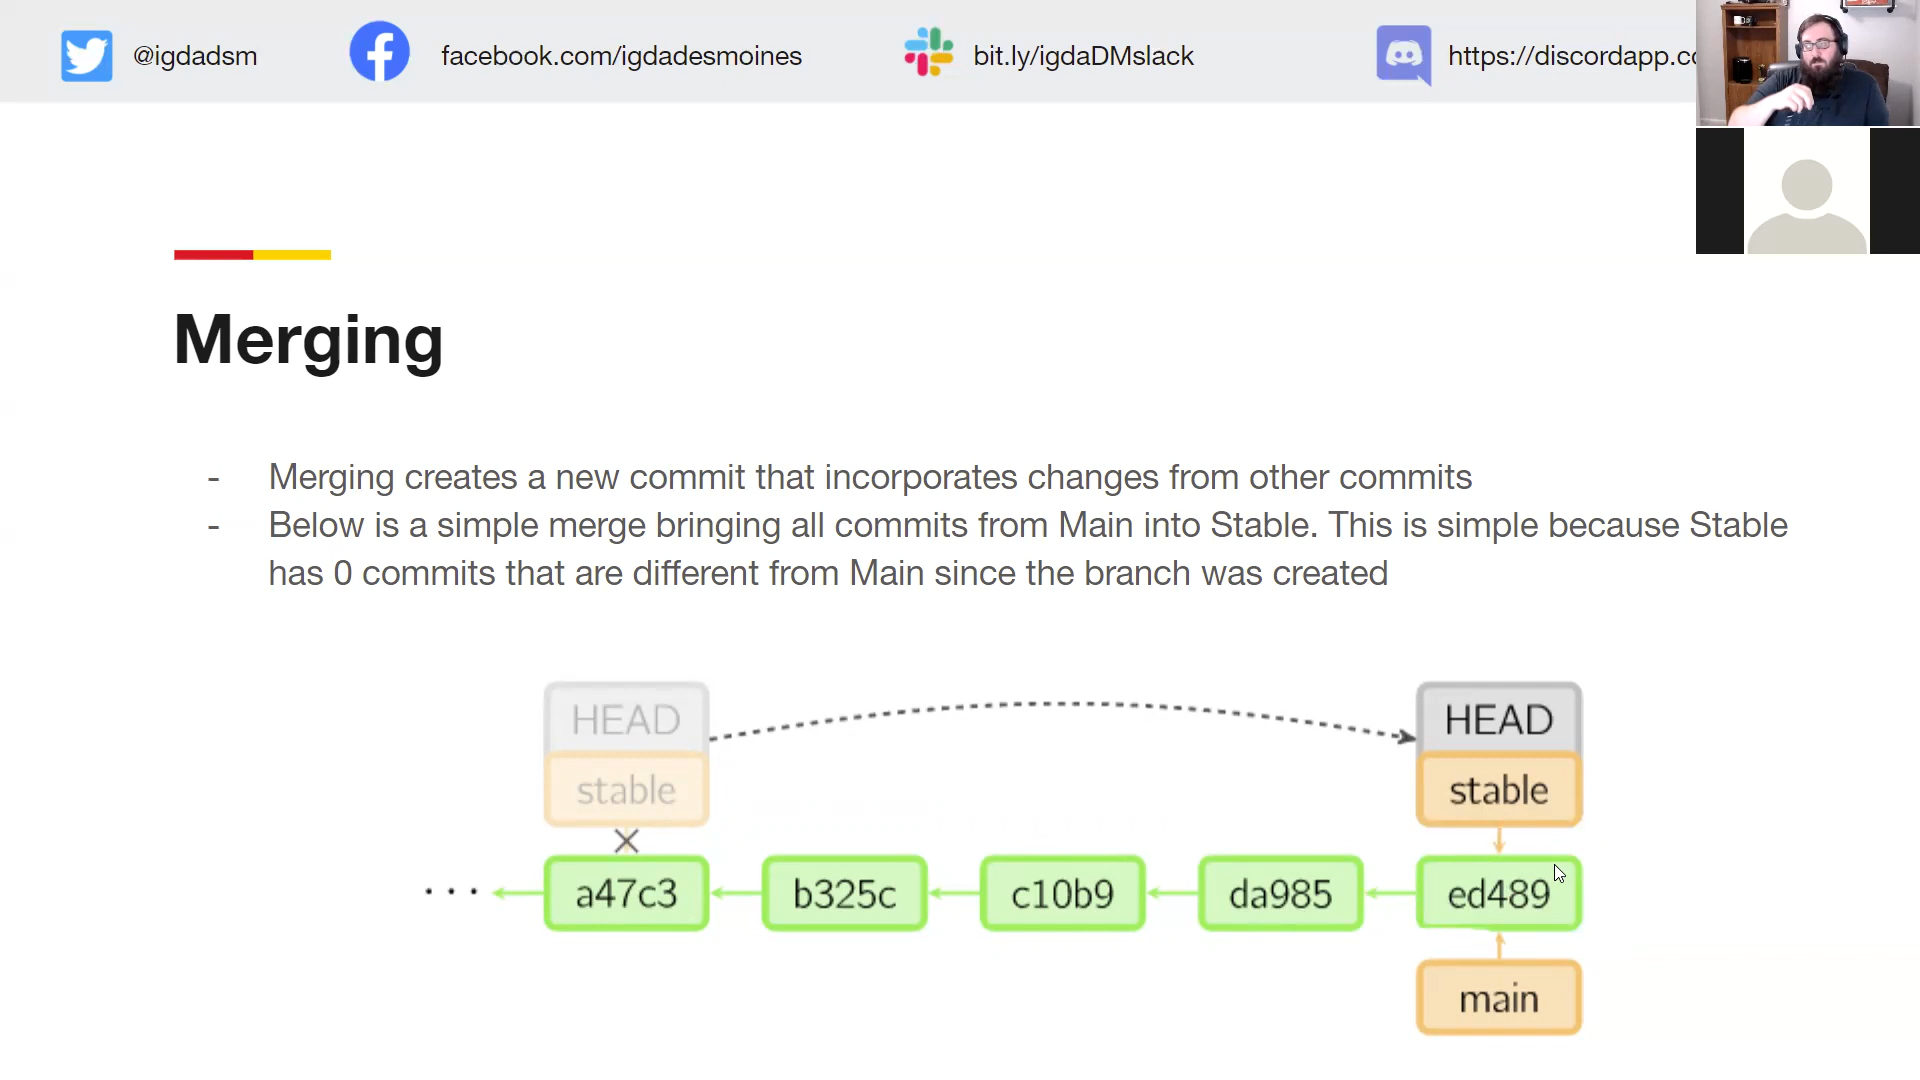 @igdadsm
facebook.com/igdadesmoines
bit.ly/igdaDMslack
https://discordapp.co
Merging
- Merging creates a new commit that incorporates changes from other commits
- Below is a simple merge bringing all commits from Main into Stable. This is simple because Stable
has 0 commits that are different from Main since the branch was created
HEAD
HEAD
stable
stable
... a47c3 b325c c10b9 da985 ed489
main